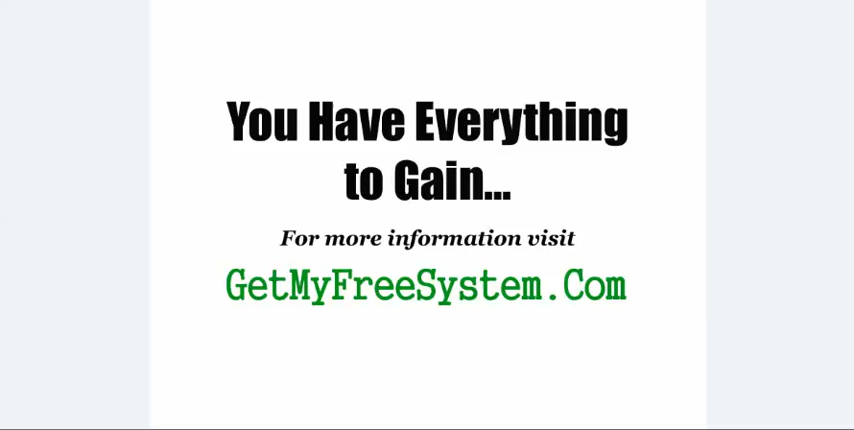 You Have Everything
to Gain...
For more information visit
GetMyFreeSystem.Com